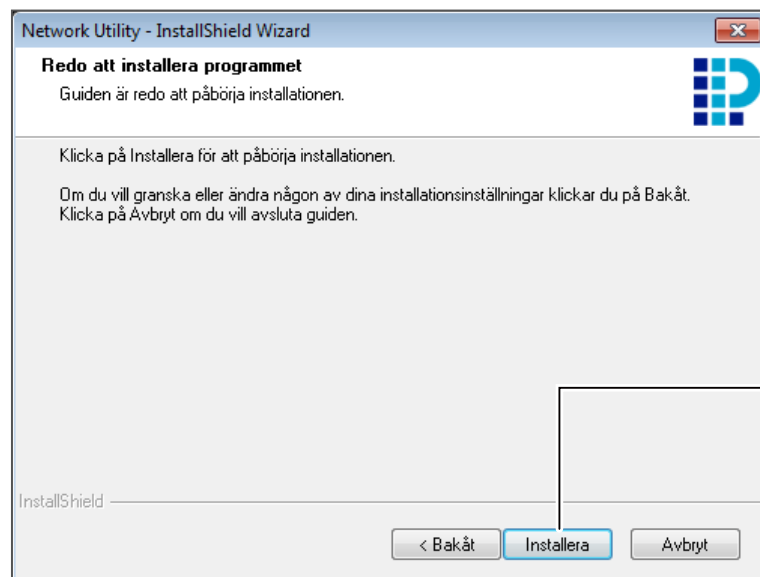 Network Utility - InstallShield Wizard
Redo att installera programmet
Guiden är redo att påbörja installationen.
Klicka på Installera för att påbörja installationen.
Om du vill granska eller ändra någon av dina installationsinställningar klickar du på Bakåt.
Klicka på Avbryt om du vill avsluta guiden.
InstallShield
< Bakåt
Installera
Avbryt